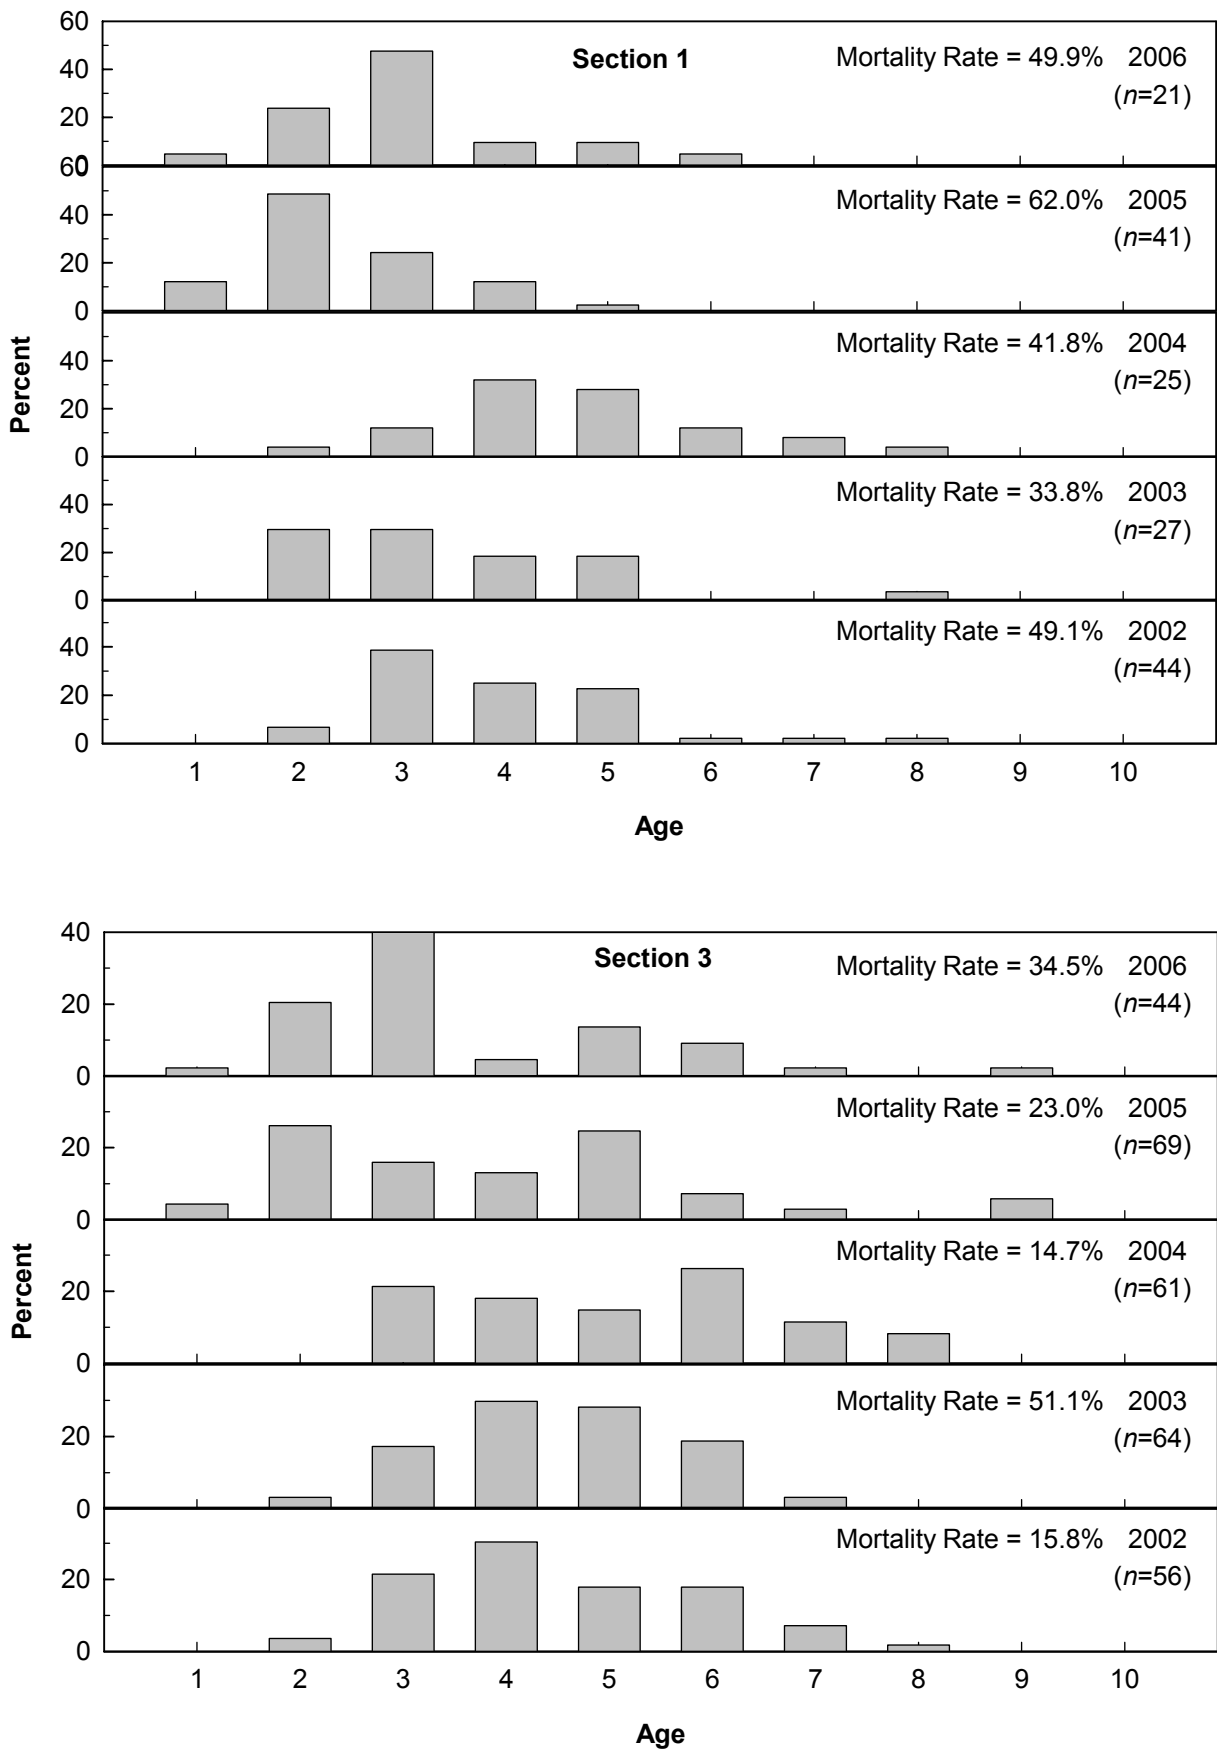 60
Section 1
Mortality Rate = 49.9% 2006
(n=21)
40
20
0
60
Mortality Rate = 62.0% 2005
(n=41)
40
20
0
Mortality Rate = 41.8% 2004
(n=25)
40
20
0
Percent
Mortality Rate = 33.8% 2003
(n=27)
40
20
0
Mortality Rate = 49.1% 2002
(n=44)
40
20
0
1 2 3 4 5 6 7 8 9 10
Age
40
Section 3
Mortality Rate = 34.5% 2006
(n=44)
20
0
Mortality Rate = 23.0% 2005
(n=69)
20
0
Mortality Rate = 14.7% 2004
(n=61)
20
0
Percent
Mortality Rate = 51.1% 2003
(n=64)
20
0
Mortality Rate = 15.8% 2002
(n=56)
20
0
1 2 3 4 5 6 7 8 9 10
Age